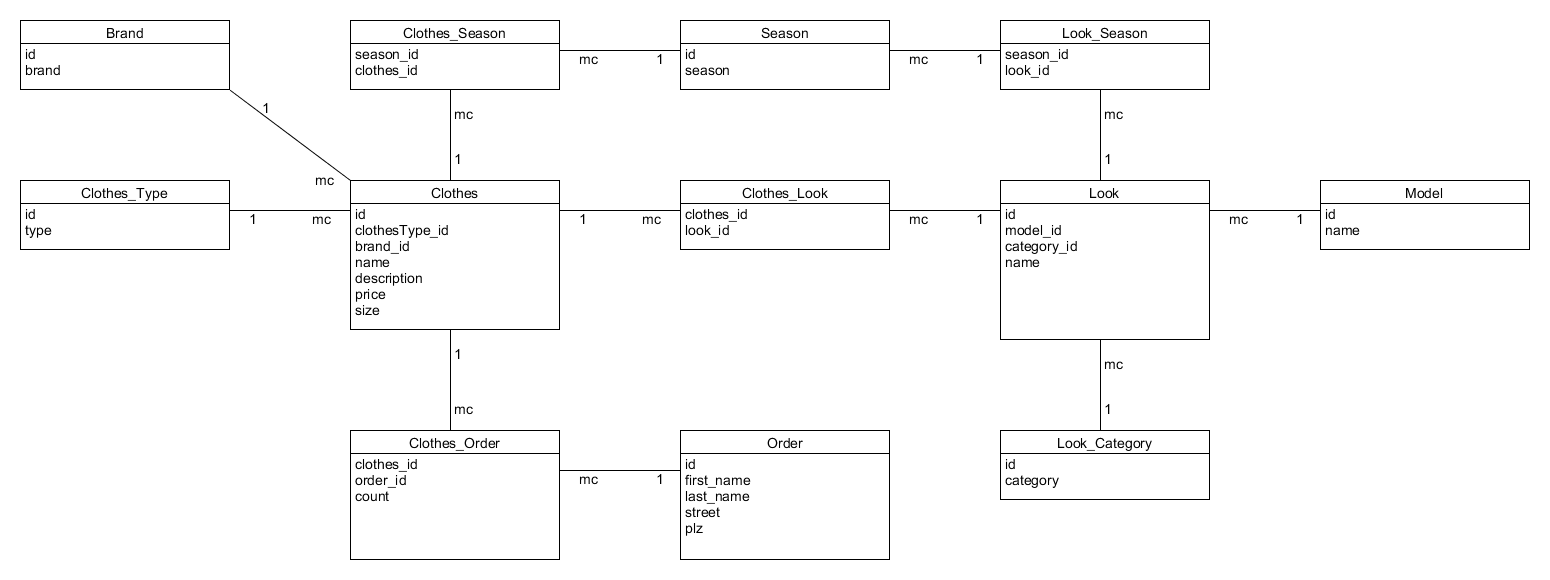 Brand
id
brand
Clothes_Season
season_id
clothes_id
mc
1
Season
id
season
mc
1
Look_Season
season_id
look_id
1
mc
mc
1
mc
1
Clothes_Type
id
type
1
mc
Clothes
id
clothesType_id
brand_id
name
description
price
size
1
mc
Clothes_Look
clothes_id
look_id
mc
1
Look
id
model_id
category_id
name
mc
1
Model
id
name
1
mc
mc
1
Clothes_Order
clothes_id
order_id
count
mc
1
Order
id
first_name
last_name
street
plz
Look_Category
id
category